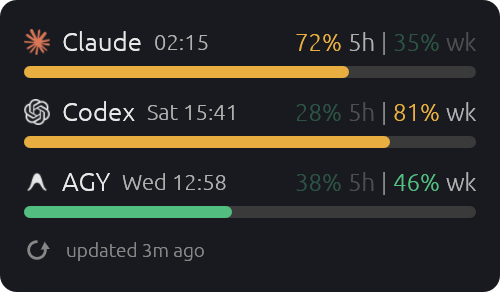 Claude 02:15 72% 5h | 35% wk
Codex Sat 15:41 28% 5h | 81% wk
AGY Wed 12:58 38% 5h | 46% wk
updated 3m ago